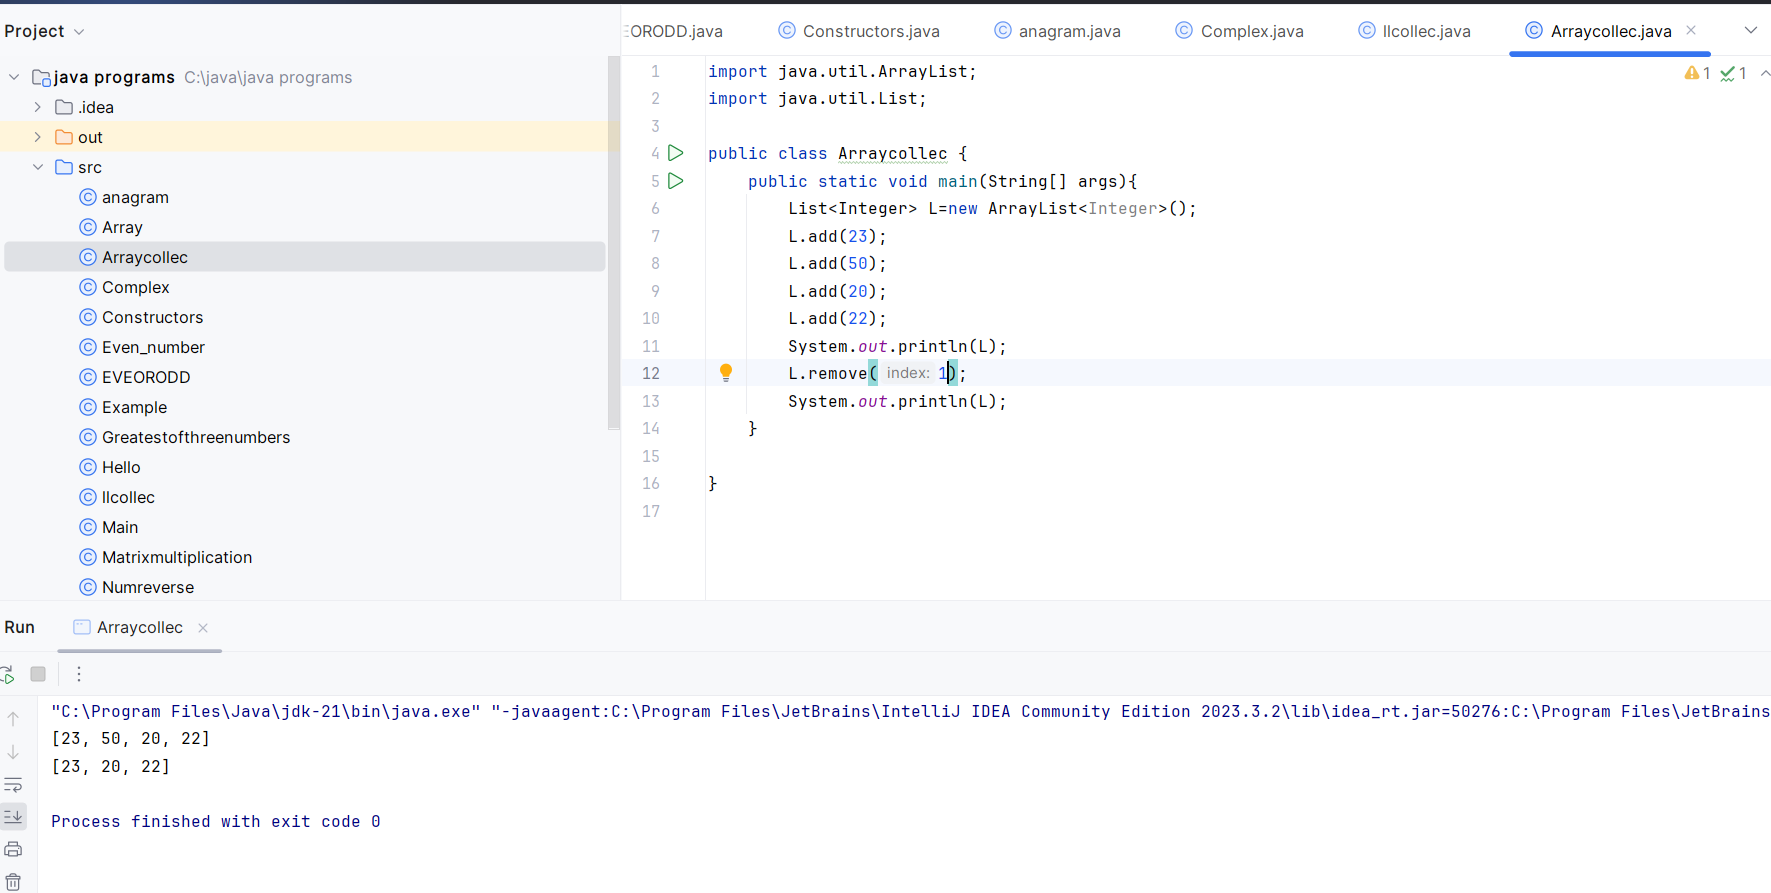 Project
java programs C:\java\java programs
.idea
out
src
anagram
Array
Arraycollec
Complex
Constructors
Even_number
EVEORODD
Example
Greatestofthreenumbers
Hello
llcollec
Main
Matrixmultiplication
Numreverse
EORODD.java Constructors.java anagram.java Complex.java llcollec.java Arraycollec.java
1 1
1 import java.util.ArrayList;
2 import java.util.List;
3
4 public class Arraycollec {
5 public static void main(String[] args){
6 List<Integer> L=new ArrayList<Integer>();
7 L.add(23);
8 L.add(50);
9 L.add(20);
10 L.add(22);
11 System.out.println(L);
12 L.remove( index: 1);
13 System.out.println(L);
14 }
15
16 }
17
Run Arraycollec
"C:\Program Files\Java\jdk-21\bin\java.exe" "-javaagent:C:\Program Files\JetBrains\IntelliJ IDEA Community Edition 2023.3.2\lib\idea_rt.jar=50276:C:\Program Files\JetBrains
[23, 50, 20, 22]
[23, 20, 22]
Process finished with exit code 0